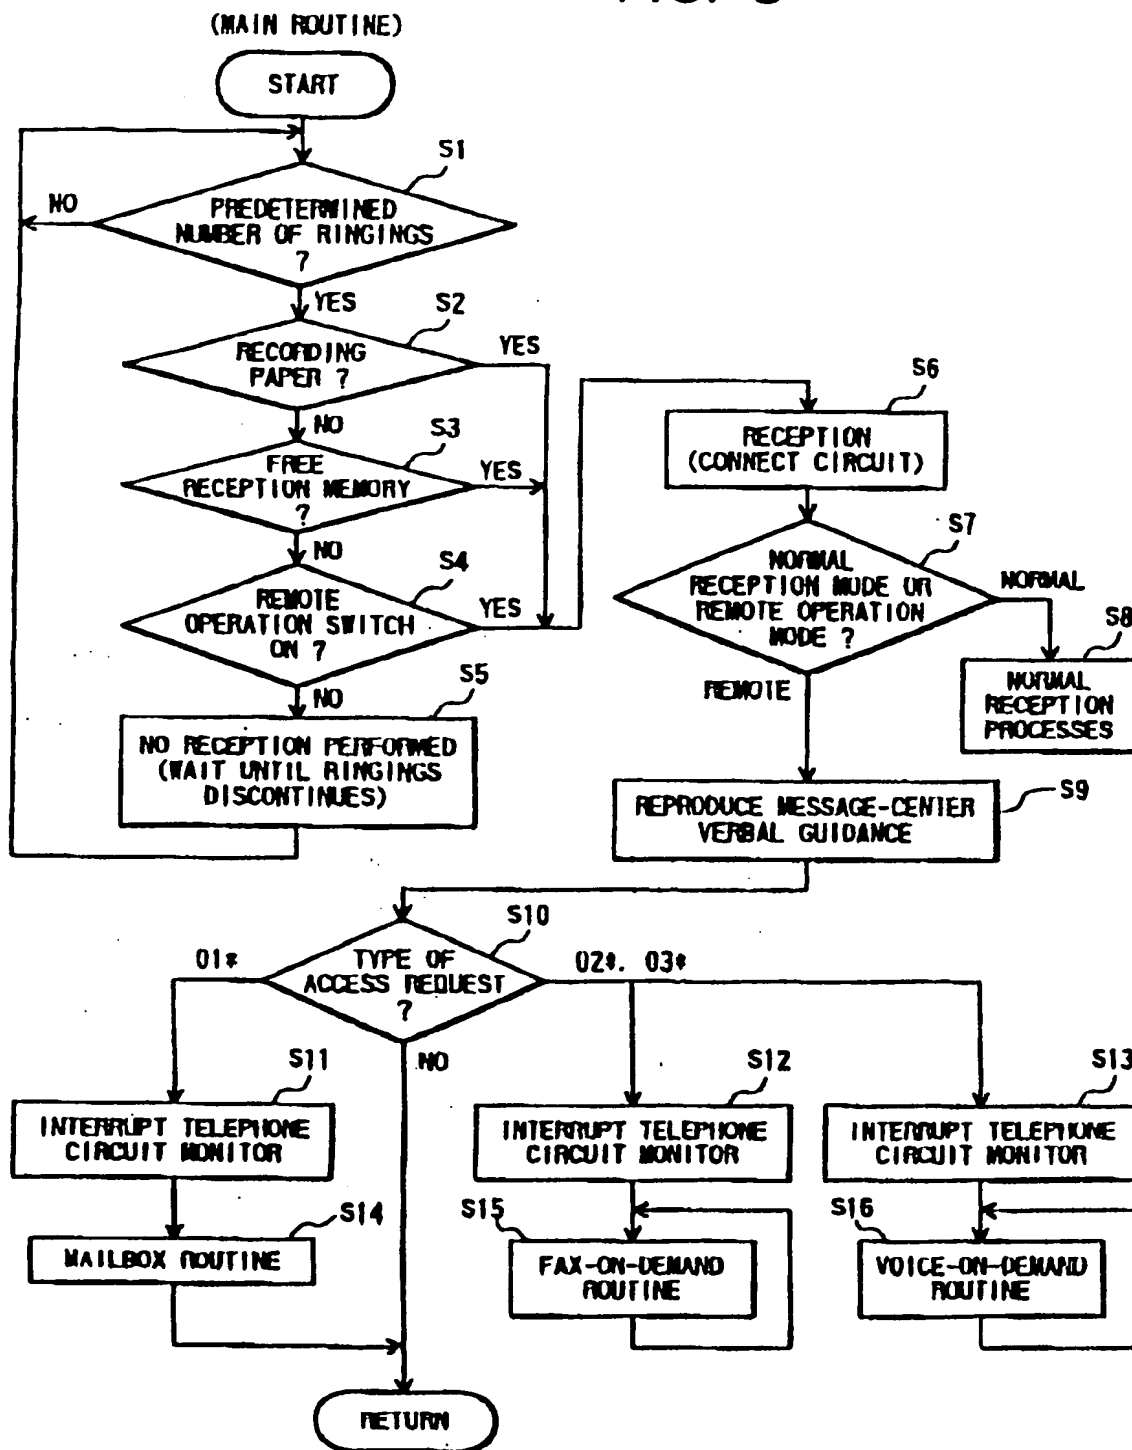 (MAIN ROUTINE)
START
S1
NO
PREDETERMINED
NUMBER OF RINGINGS
?
YES
S2
RECORDING
PAPER ?
YES
NO
S3
FREE
RECEPTION MEMORY
?
YES
NO
S4
REMOTE
OPERATION SWITCH
ON ?
YES
NO
S5
NO RECEPTION PERFORMED
(WAIT UNTIL RINGINGS
DISCONTINUES)
S6
RECEPTION
(CONNECT CIRCUIT)
S7
NORMAL
RECEPTION MODE OR
REMOTE OPERATION
MODE ?
NORMAL
S8
NORMAL
RECEPTION
PROCESSES
REMOTE
S9
REPRODUCE MESSAGE-CENTER
VERBAL GUIDANCE
S10
TYPE OF
ACCESS REQUEST
?
01*
02*. 03*
NO
S11
INTERRUPT TELEPHONE
CIRCUIT MONITOR
S12
INTERRUPT TELEPHONE
CIRCUIT MONITOR
S13
INTERRUPT TELEPHONE
CIRCUIT MONITOR
S14
MAILBOX ROUTINE
S15
FAX-ON-DEMAND
ROUTINE
S16
VOICE-ON-DEMAND
ROUTINE
RETURN